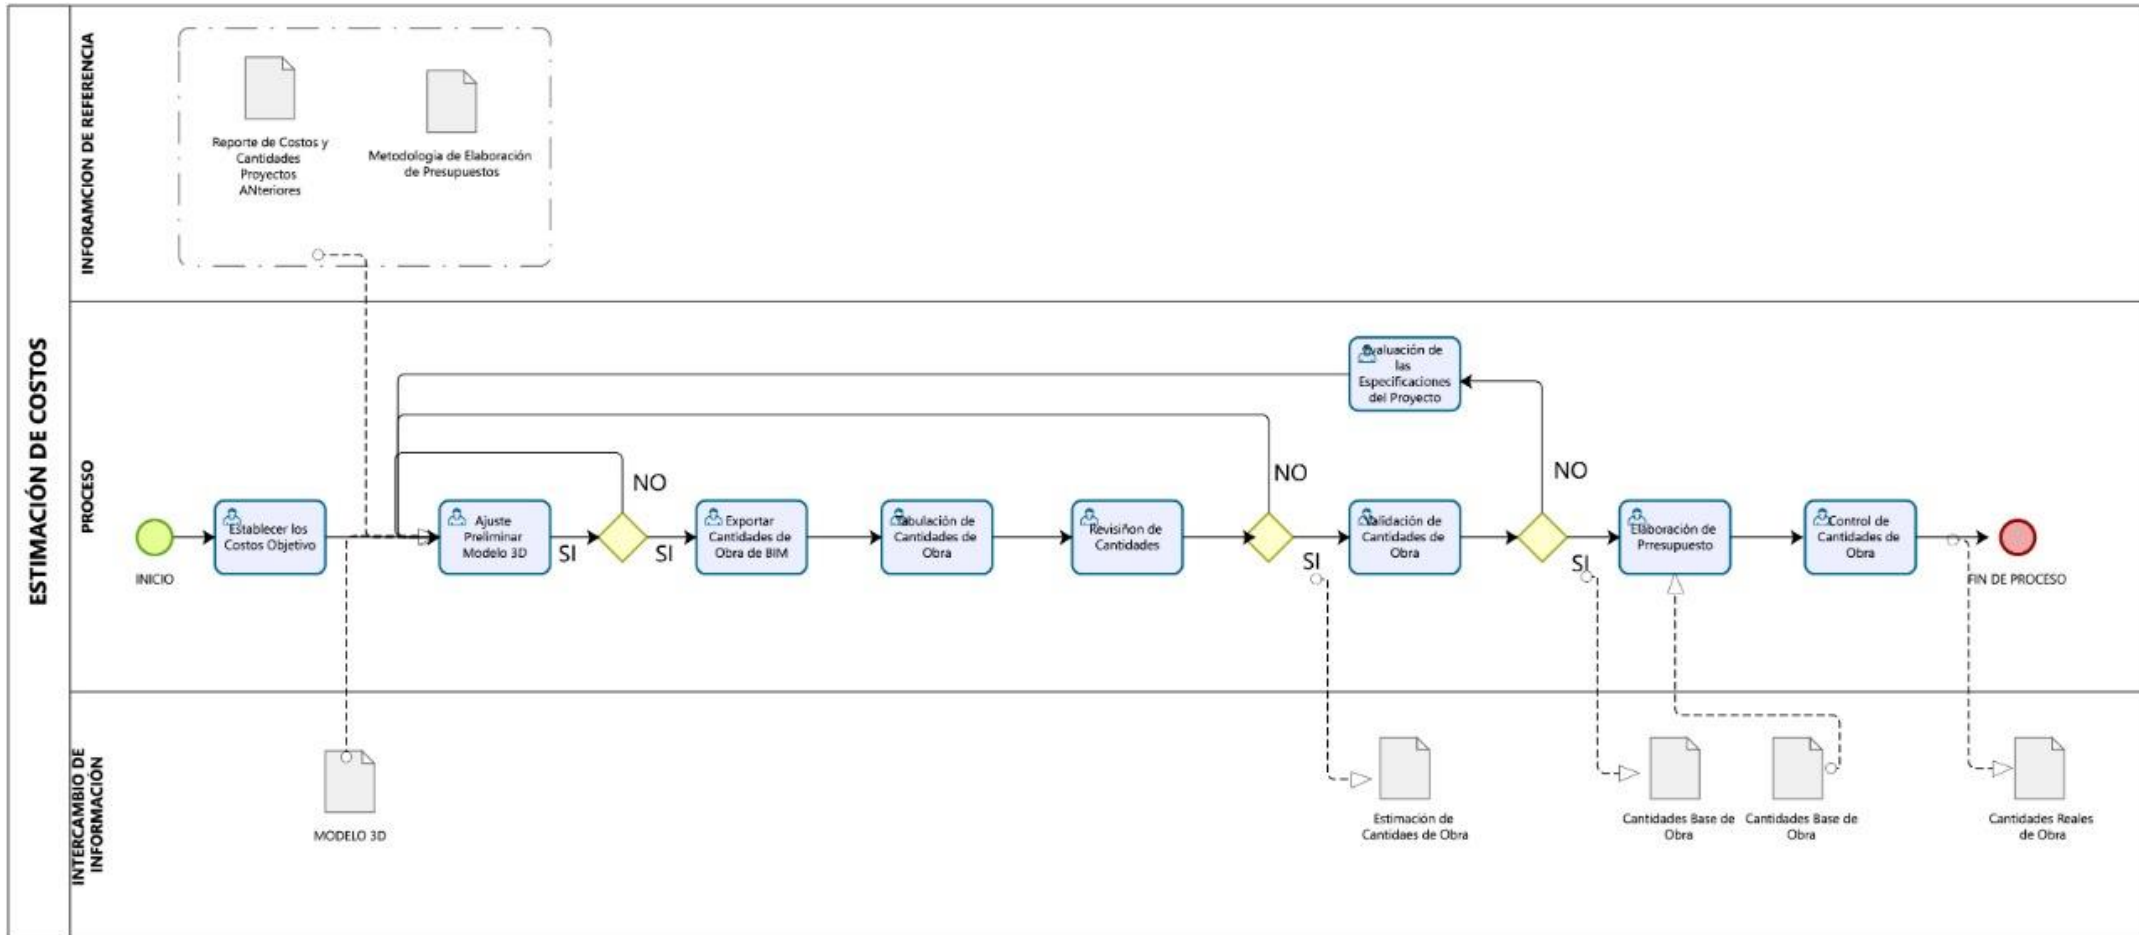 ESTIMACIÓN DE COSTOS
INFORAMCION DE REFERENCIA
Reporte de Costos y
Cantidades
Proyectos
ANteriores
Metodologia de Elaboración
de Presupuestos
PROCESO
INICIO
Establecer los
Costos Objetivo
Ajuste
Preliminar
Modelo 3D
SI
NO
SI
Exportar
Cantidades de
Obra de BIM
Tabulación de
Cantidades de
Obra
Revisiñon de
Cantidades
NO
SI
Validación de
Cantidades de
Obra
Evaluación de
las
Especificaciones
del Proyecto
NO
SI
Elaboración de
Prresupuesto
Control de
Cantidades de
Obra
FIN DE PROCESO
INTERCAMBIO DE
INFORMACIÓN
MODELO 3D
Estimación de
Cantidaes de Obra
Cantidades Base de
Obra
Cantidades Base de
Obra
Cantidades Reales
de Obra